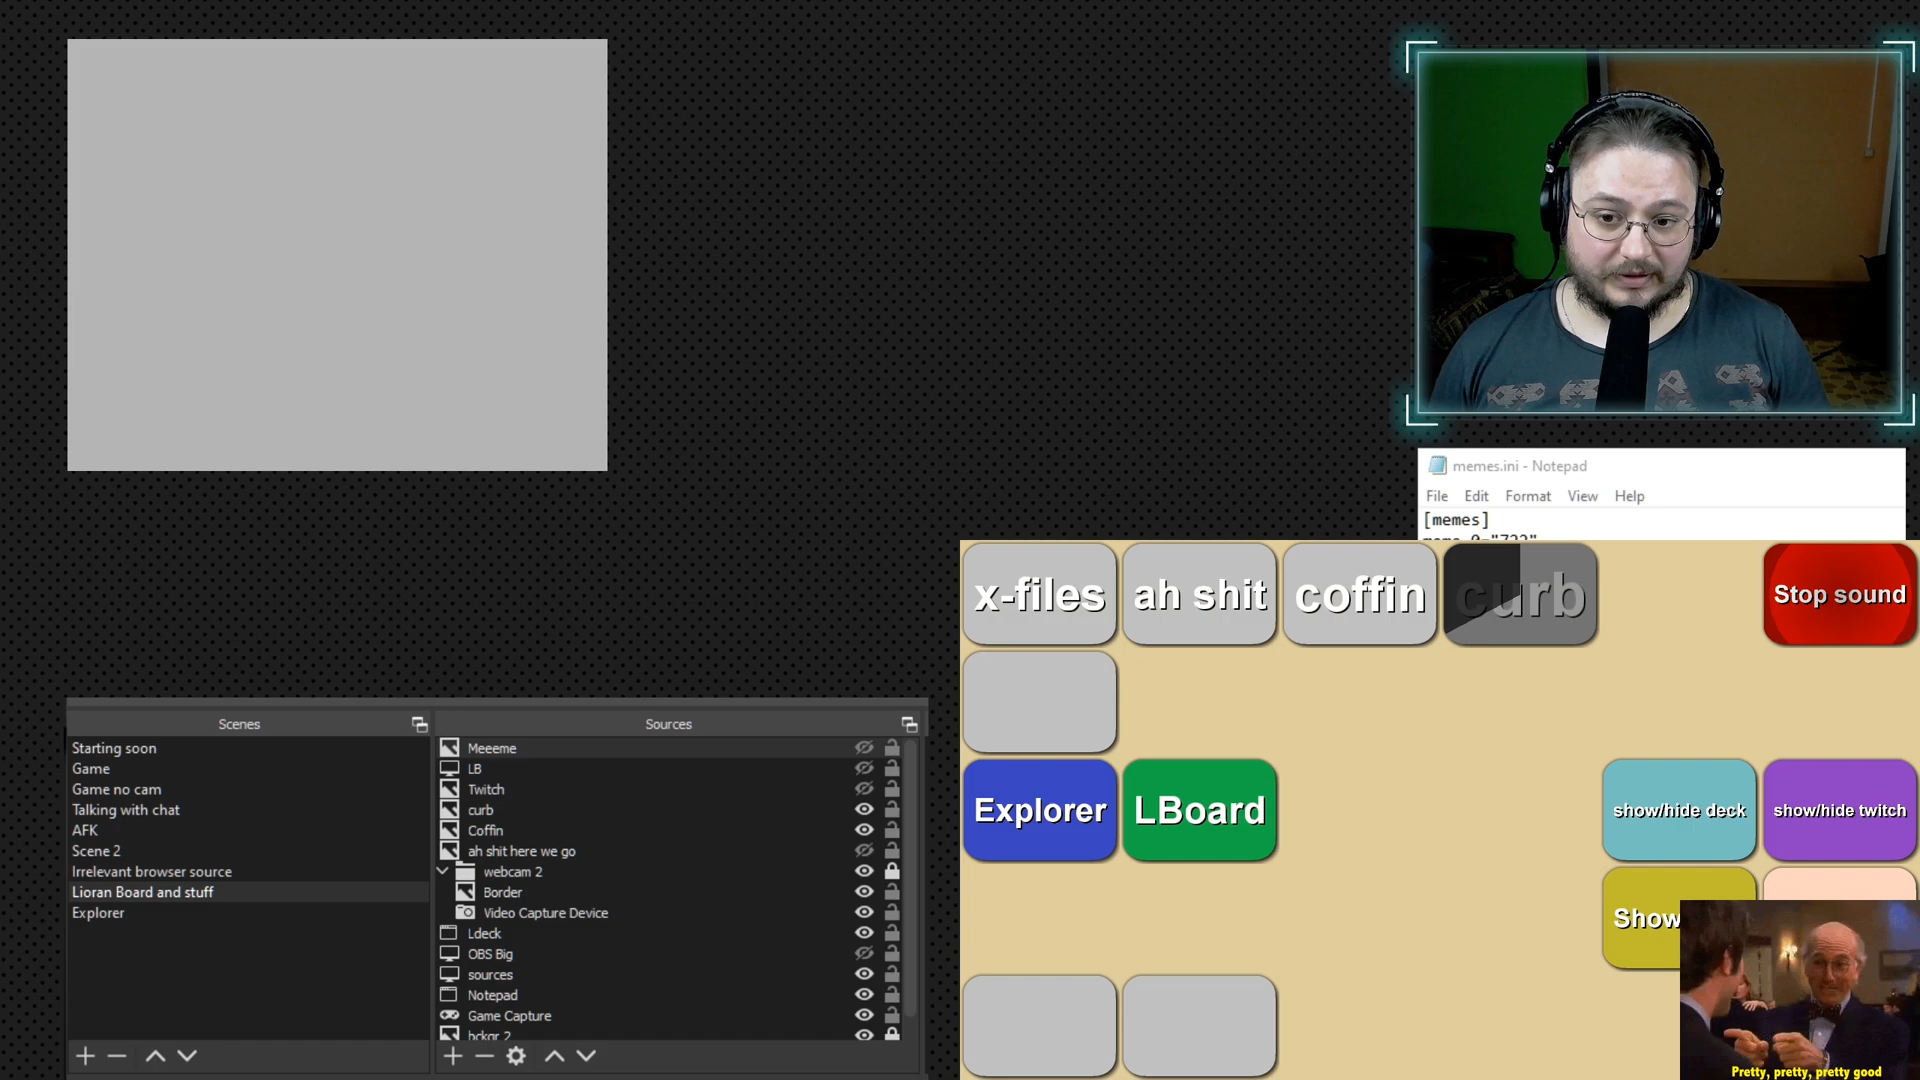 memes.ini - Notepad
File Edit Format View Help
[memes]
x-files
ah shit
coffin
curb
Stop sound
Explorer
LBoard
show/hide deck
show/hide twitch
Show
Pretty, pretty, pretty good
Scenes
Starting soon
Game
Game no cam
Talking with chat
AFK
Scene 2
Irrelevant browser source
Lioran Board and stuff
Explorer
Sources
Meeeme
LB
Twitch
curb
Coffin
ah shit here we go
webcam 2
Border
Video Capture Device
Ldeck
OBS Big
sources
Notepad
Game Capture
bckgr 2